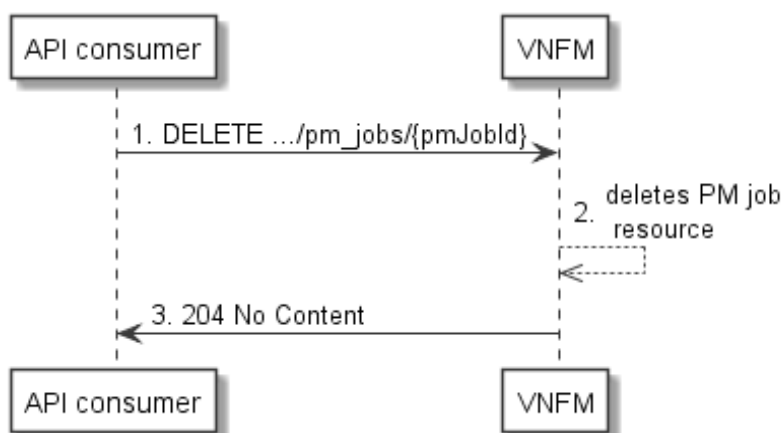 API consumer
VNFM
1. DELETE .../pm_jobs/{pmJobId}
2. deletes PM job
resource
3. 204 No Content
API consumer
VNFM